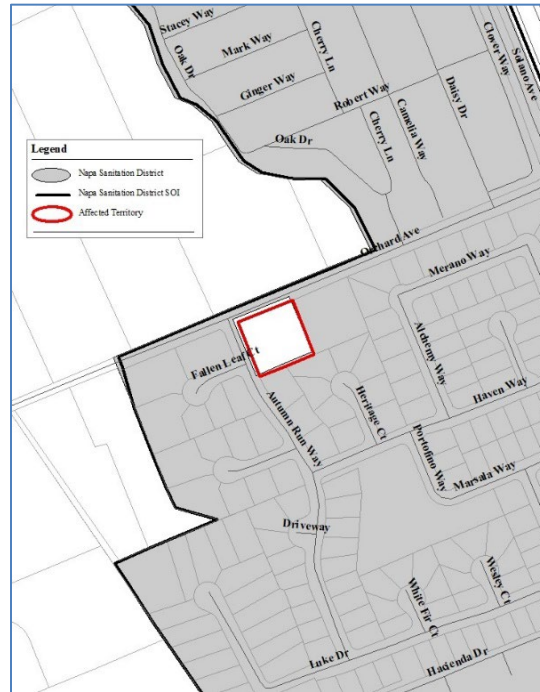 Stacey Way
Oak Dr
Mark Way
Cherry Ln
Clover Way
Solano Ave
Ginger Way
Robert Way
Daisy Dr
Camelia Way
Cherry Ln
Oak Dr
Legend
Napa Sanitation District
Napa Sanitation District SOI
Affected Territory
Orchard Ave
Merano Way
Alchemy Way
Fallen Leaf Ct
Heritage Ct
Haven Way
Autumn Run Way
Portofino Way
Marsala Way
Driveway
Wesley Ct
White Fir Ct
Luke Dr
Hacienda Dr